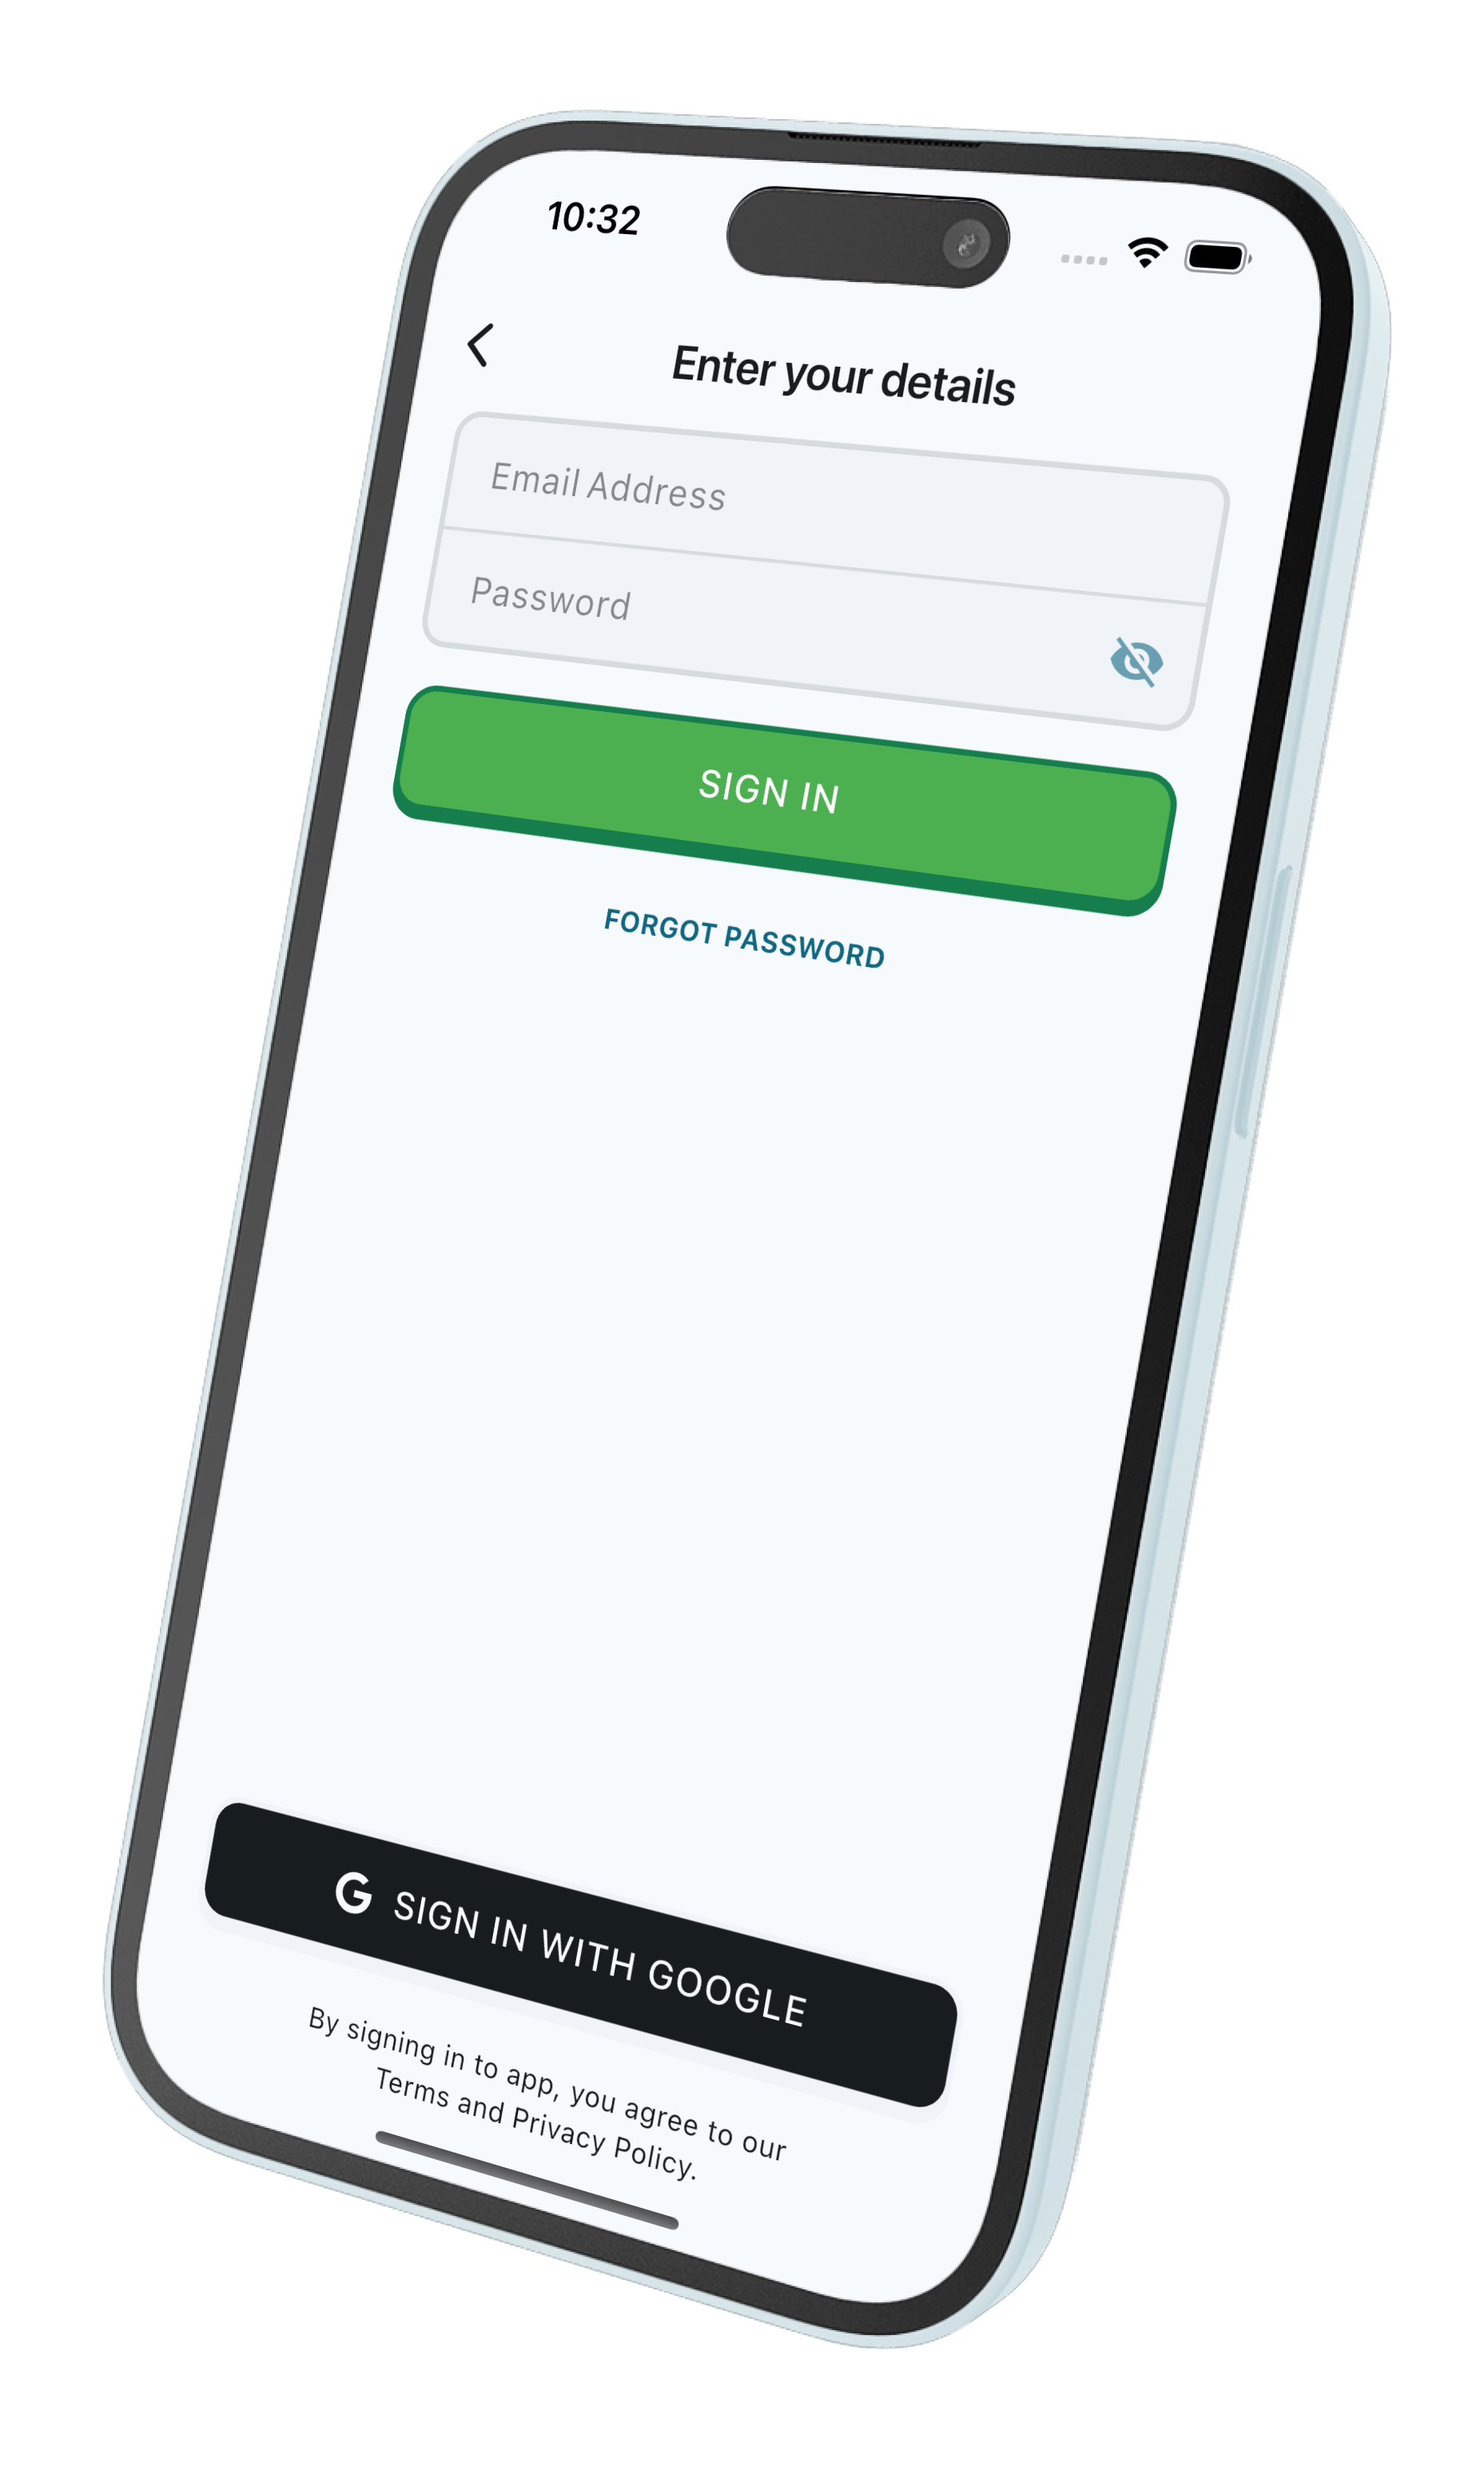 10:32
Enter your details
Email Address
Password
SIGN IN
FORGOT PASSWORD
G SIGN IN WITH GOOGLE
By signing in to app, you agree to our
Terms and Privacy Policy.